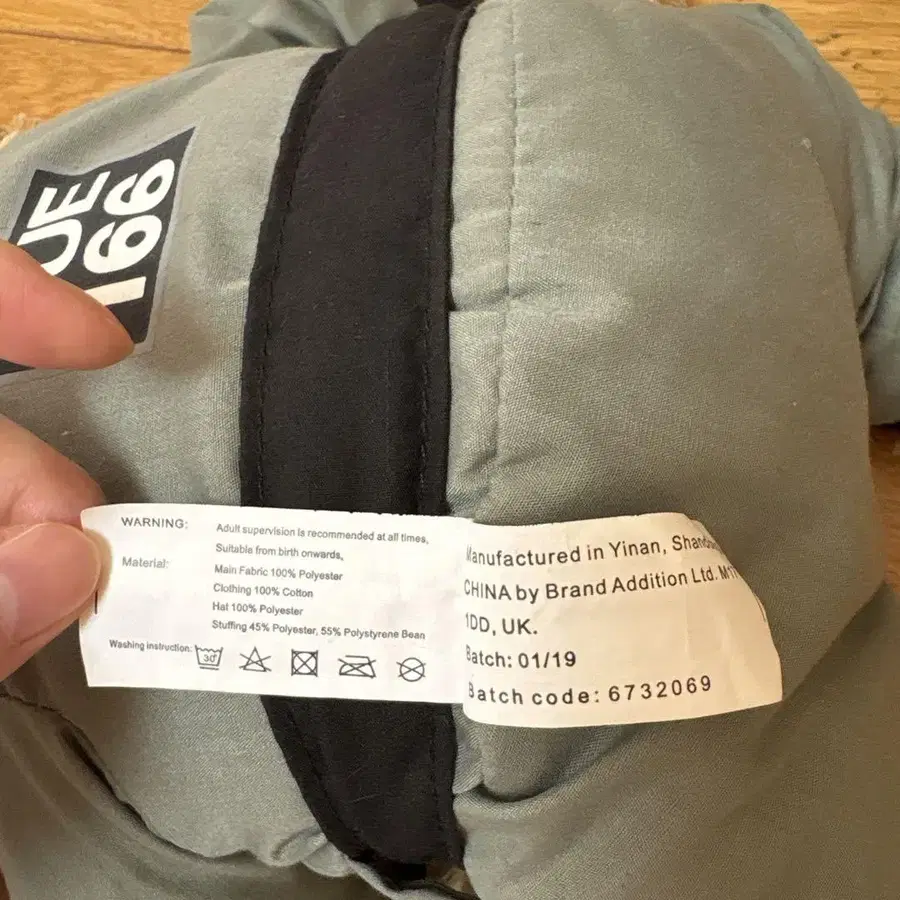 UE
166
WARNING: Adult supervision is recommended at all times,
Suitable from birth onwards,
Material: Main Fabric 100% Polyester
Clothing 100% Cotton
Hat 100% Polyester
Stuffing 45% Polyester, 55% Polystyrene Bean
Washing instruction: 30°
Manufactured in Yinan,
CHINA by Brand Addition Ltd.
1DD, UK.
Batch: 01/19
Batch code: 6732069